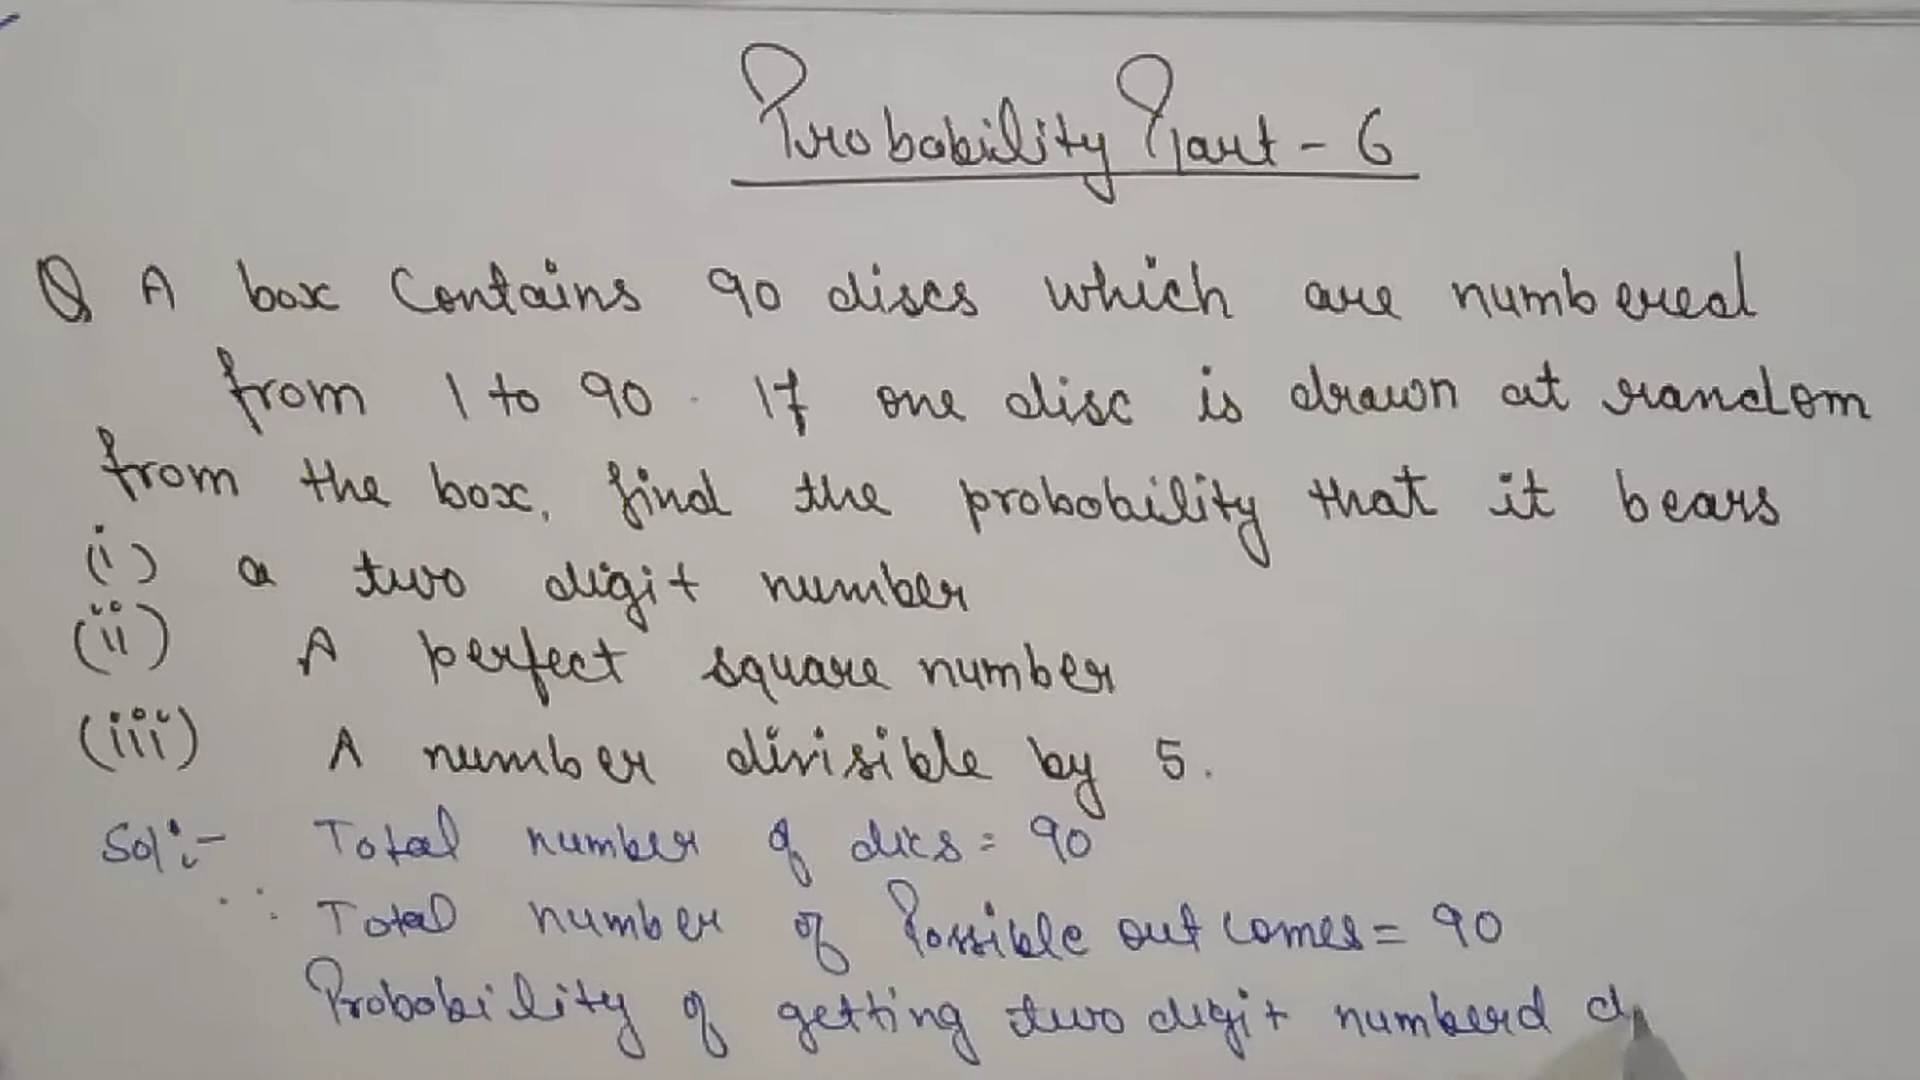 Probability Part - 6
Q A box Contains 90 discs which are numbered
from 1 to 90. If one disc is drawn at random
from the box, find the probability that it bears
(i) a two digit number
(ii) A perfect square number
(iii) A number divisible by 5.
Sol:- Total number of dics = 90
∴ Total number of Possible outcomes = 90
Probability of getting two digit numberd